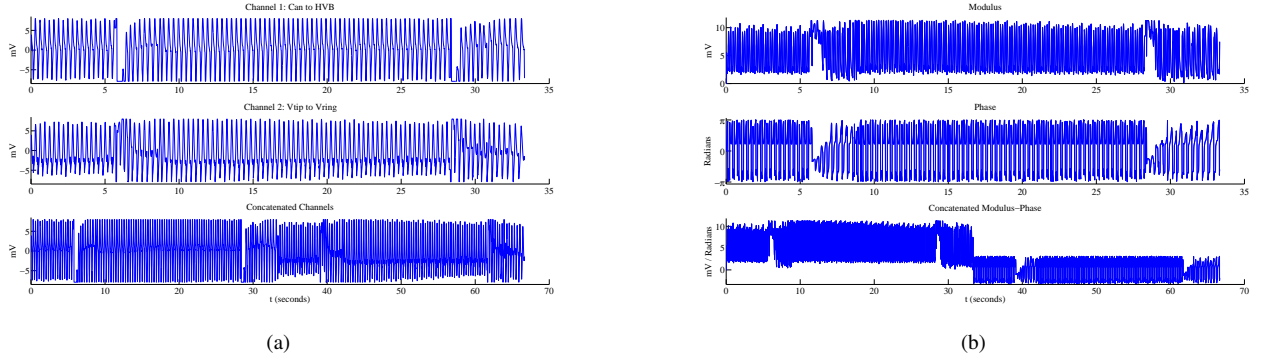 Channel 1: Can to HVB
mV
5
0
−5
0 5 10 15 20 25 30 35
Channel 2: Vtip to Vring
mV
5
0
−5
0 5 10 15 20 25 30 35
Concatenated Channels
mV
5
0
−5
0 10 20 30 40 50 60 70
t (seconds)
(a)
Modulus
mV
10
5
0
0 5 10 15 20 25 30 35
Phase
Radians
π
0
−π
0 5 10 15 20 25 30 35
Concatenated Modulus−Phase
mV / Radians
10
5
0
0 10 20 30 40 50 60 70
t (seconds)
(b)